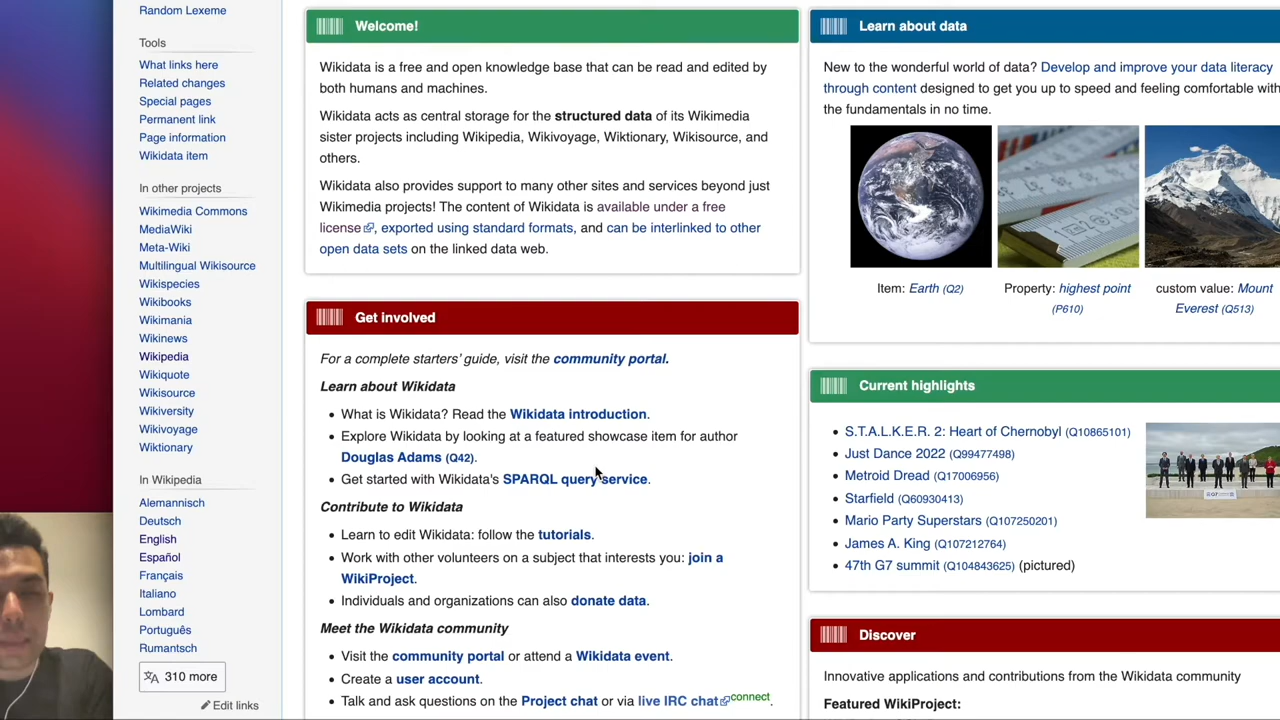 Random Lexeme
Tools
What links here
Related changes
Special pages
Permanent link
Page information
Wikidata item
In other projects
Wikimedia Commons
MediaWiki
Meta-Wiki
Multilingual Wikisource
Wikispecies
Wikibooks
Wikimania
Wikinews
Wikipedia
Wikiquote
Wikisource
Wikiversity
Wikivoyage
Wiktionary
In Wikipedia
Alemannisch
Deutsch
English
Español
Français
Italiano
Lombard
Português
Rumantsch
310 more
Edit links
Welcome!
Wikidata is a free and open knowledge base that can be read and edited by
both humans and machines.
Wikidata acts as central storage for the structured data of its Wikimedia
sister projects including Wikipedia, Wikivoyage, Wiktionary, Wikisource, and
others.
Wikidata also provides support to many other sites and services beyond just
Wikimedia projects! The content of Wikidata is available under a free
license, exported using standard formats, and can be interlinked to other
open data sets on the linked data web.
Get involved
For a complete starters' guide, visit the community portal.
Learn about Wikidata
• What is Wikidata? Read the Wikidata introduction.
• Explore Wikidata by looking at a featured showcase item for author
Douglas Adams (Q42).
• Get started with Wikidata's SPARQL query service.
Contribute to Wikidata
• Learn to edit Wikidata: follow the tutorials.
• Work with other volunteers on a subject that interests you: join a
WikiProject.
• Individuals and organizations can also donate data.
Meet the Wikidata community
• Visit the community portal or attend a Wikidata event.
• Create a user account.
• Talk and ask questions on the Project chat or via live IRC chat connect.
Learn about data
New to the wonderful world of data? Develop and improve your data literacy
through content designed to get you up to speed and feeling comfortable with
the fundamentals in no time.
Item: Earth (Q2)
Property: highest point
(P610)
custom value: Mount
Everest (Q513)
Current highlights
• S.T.A.L.K.E.R. 2: Heart of Chernobyl (Q10865101)
• Just Dance 2022 (Q99477498)
• Metroid Dread (Q17006956)
• Starfield (Q60930413)
• Mario Party Superstars (Q107250201)
• James A. King (Q107212764)
• 47th G7 summit (Q104843625) (pictured)
Discover
Innovative applications and contributions from the Wikidata community
Featured WikiProject: